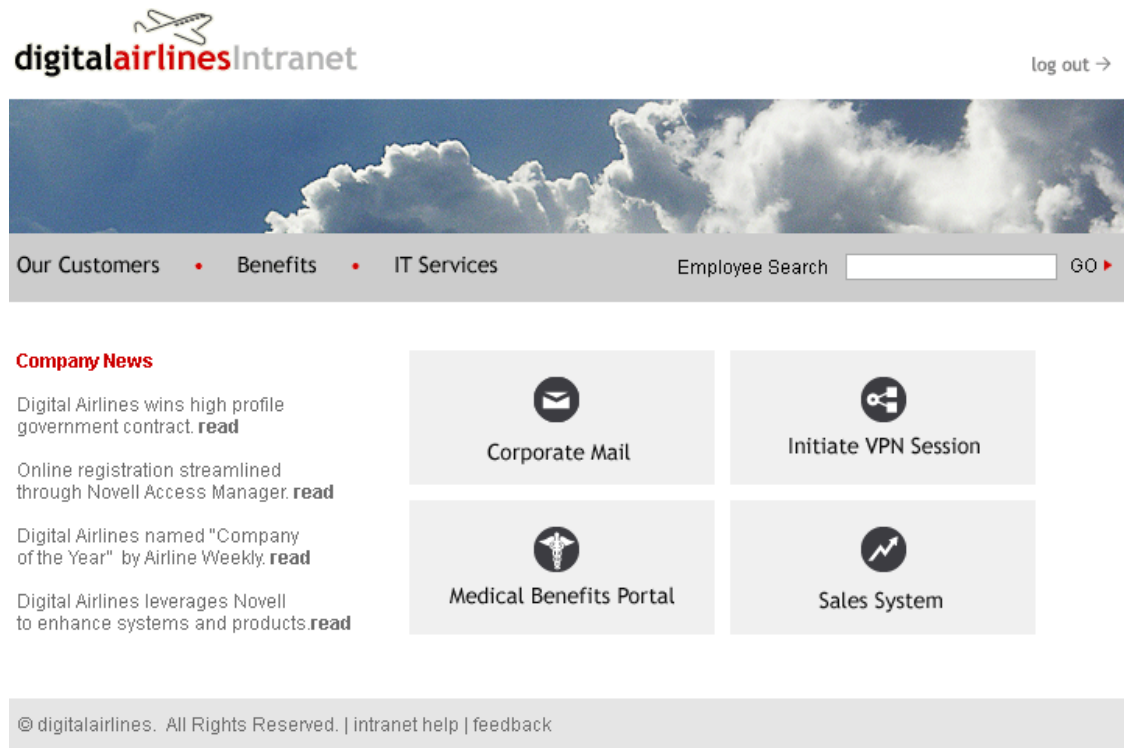 digitalairlinesIntranet
log out →
Our Customers • Benefits • IT Services Employee Search GO
Company News
Digital Airlines wins high profile
government contract. read
Online registration streamlined
through Novell Access Manager. read
Digital Airlines named "Company
of the Year" by Airline Weekly. read
Digital Airlines leverages Novell
to enhance systems and products.read
Corporate Mail
Initiate VPN Session
Medical Benefits Portal
Sales System
© digitalairlines. All Rights Reserved. | intranet help | feedback